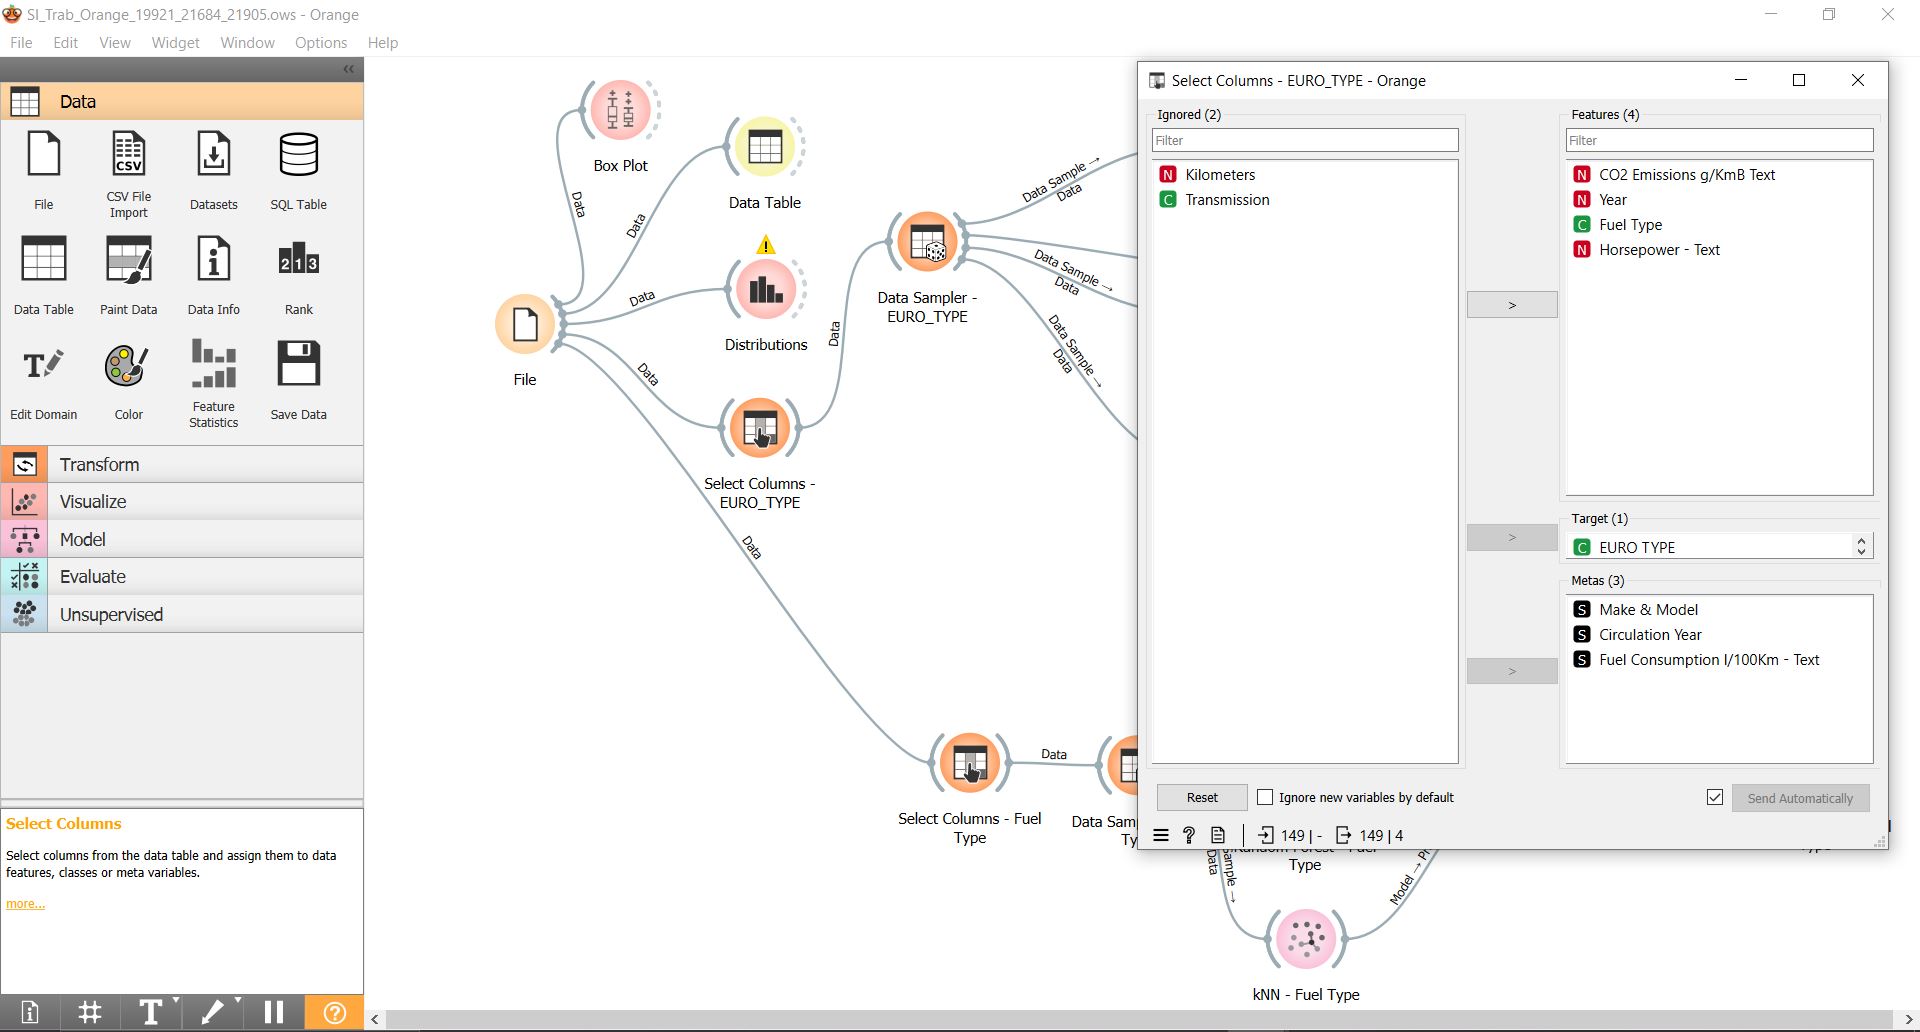 SI_Trab_Orange_19921_21684_21905.ows - Orange
File Edit View Widget Window Options Help
Data
File
CSV
CSV File
Import
Datasets
SQL Table
Data Table
Paint Data
Data Info
213
Rank
Edit Domain
Color
Feature
Statistics
Save Data
Transform
Visualize
Model
Evaluate
Unsupervised
Select Columns
Select columns from the data table and assign them to data
features, classes or meta variables.
more...
Box Plot
Data
Data Table
Data
Distributions
Data
File
Data
Select Columns -
EURO_TYPE
Data
Data
Data Sampler -
EURO_TYPE
Data Sample →
Data
Data Sample →
Data
Data Sample →
Data
Select Columns - Fuel
Type
Data
Data Sam
Ty
Type
Sample →
Data
Model →
kNN - Fuel Type
Select Columns - EURO_TYPE - Orange
Ignored (2)
Filter
N Kilometers
C Transmission
>
>
>
Features (4)
Filter
N CO2 Emissions g/KmB Text
N Year
C Fuel Type
N Horsepower - Text
Target (1)
C EURO TYPE
Metas (3)
S Make & Model
S Circulation Year
S Fuel Consumption l/100Km - Text
Reset
Ignore new variables by default
Send Automatically
149 | - 149 | 4